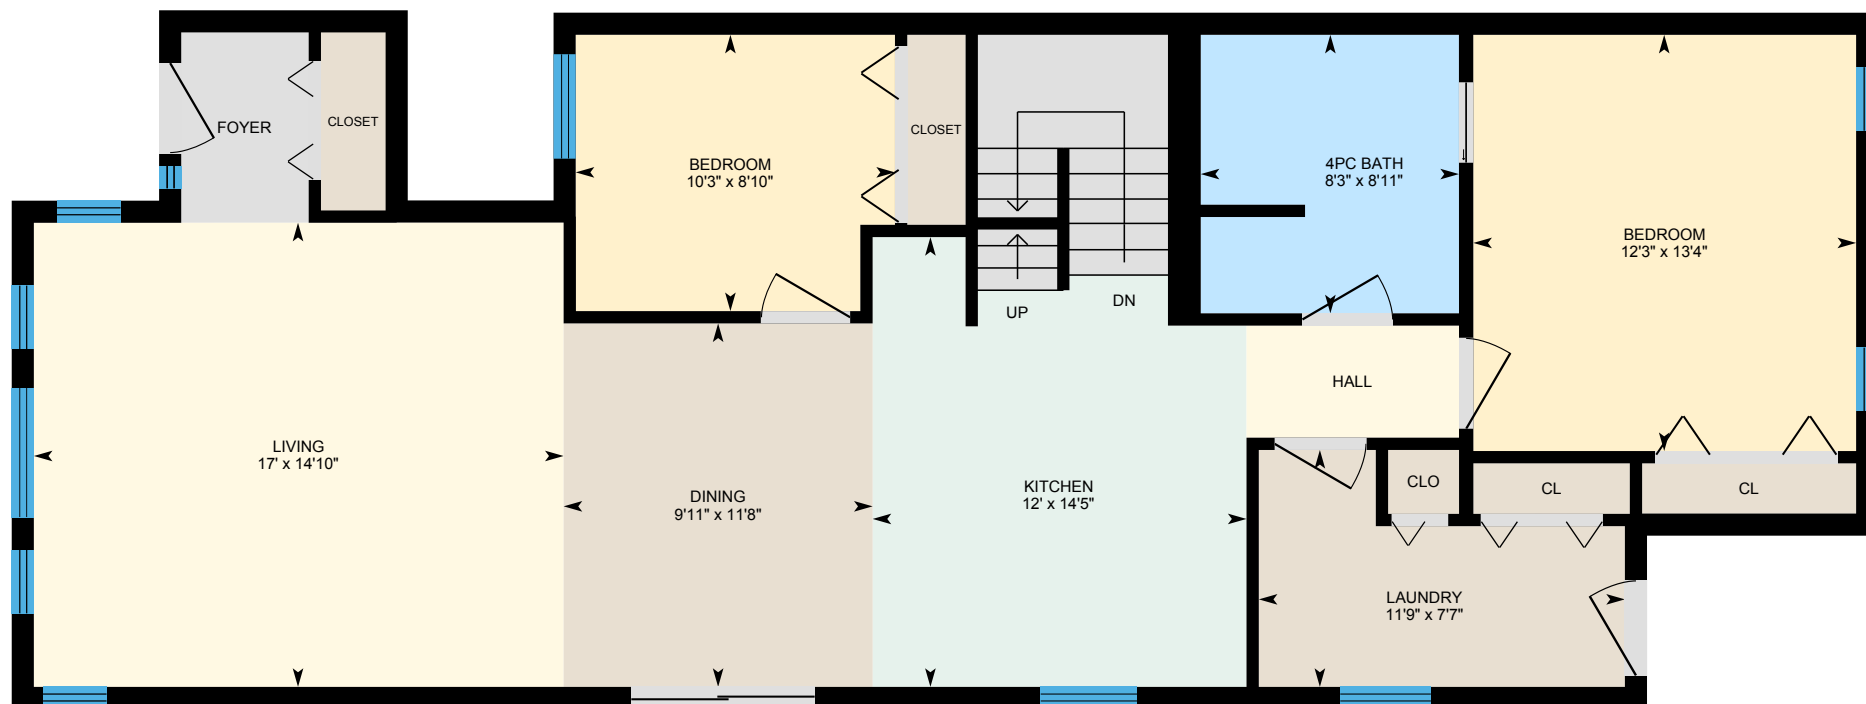 FOYER
CLOSET
BEDROOM
10'3" x 8'10"
CLOSET
UP
DN
4PC BATH
8'3" x 8'11"
BEDROOM
12'3" x 13'4"
HALL
LIVING
17' x 14'10"
DINING
9'11" x 11'8"
KITCHEN
12' x 14'5"
CLO
CL
CL
LAUNDRY
11'9" x 7'7"